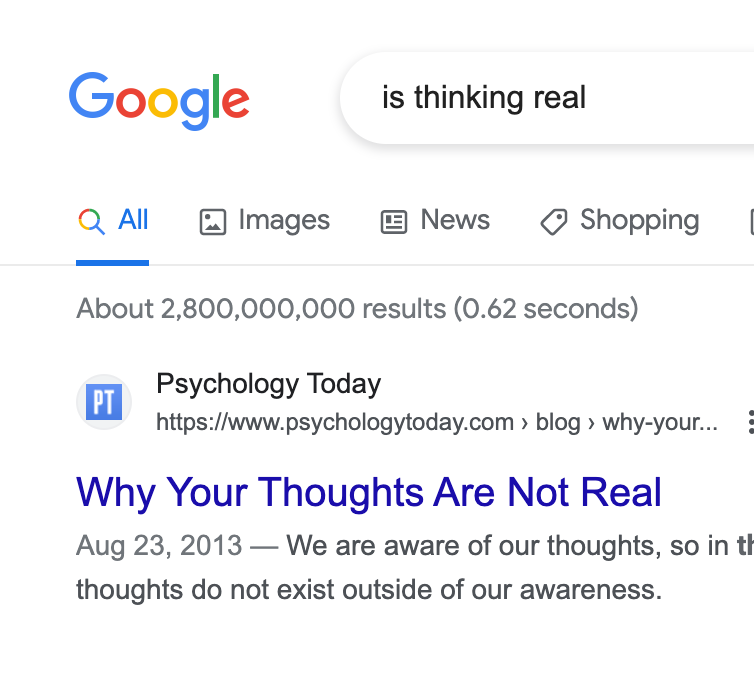 Google
is thinking real
All Images News Shopping
About 2,800,000,000 results (0.62 seconds)
PT
Psychology Today
https://www.psychologytoday.com › blog › why-your...
Why Your Thoughts Are Not Real
Aug 23, 2013 — We are aware of our thoughts, so in
thoughts do not exist outside of our awareness.